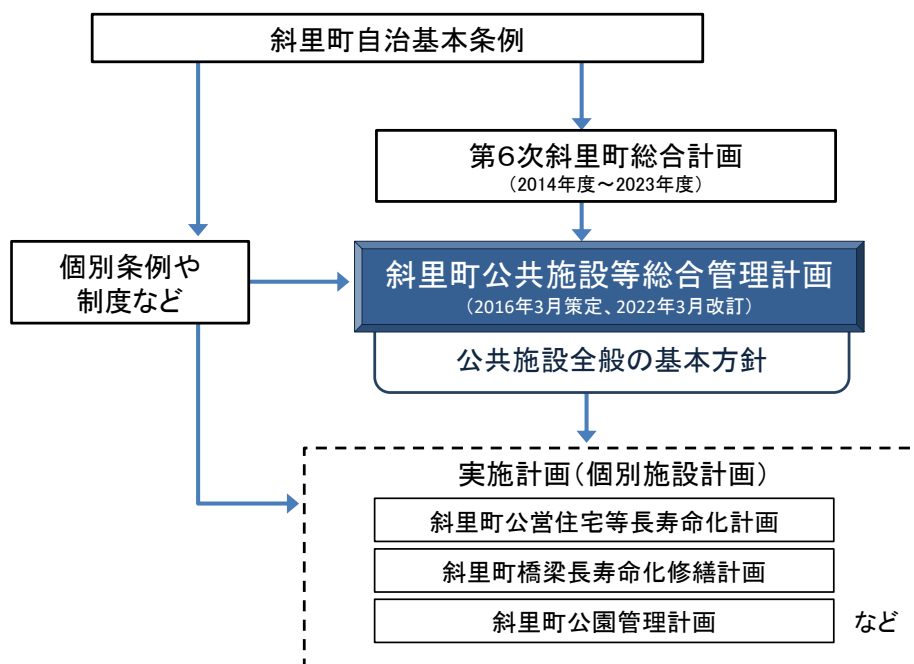 斜里町自治基本条例
第6次斜里町総合計画
（2014年度～2023年度）
個別条例や
制度など
斜里町公共施設等総合管理計画
（2016年3月策定、2022年3月改訂）
公共施設全般の基本方針
実施計画（個別施設計画）
斜里町公営住宅等長寿命化計画
斜里町橋梁長寿命化修繕計画
斜里町公園管理計画
など